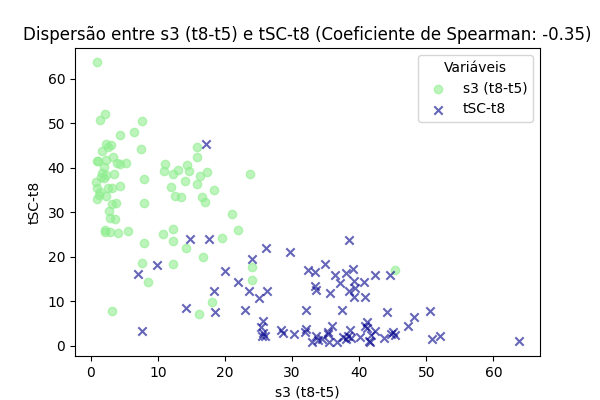 Dispersão entre s3 (t8-t5) e tSC-t8 (Coeficiente de Spearman: -0.35)
Variáveis
s3 (t8-t5)
tSC-t8
tSC-t8
60
50
40
30
20
10
0
0 10 20 30 40 50 60
s3 (t8-t5)